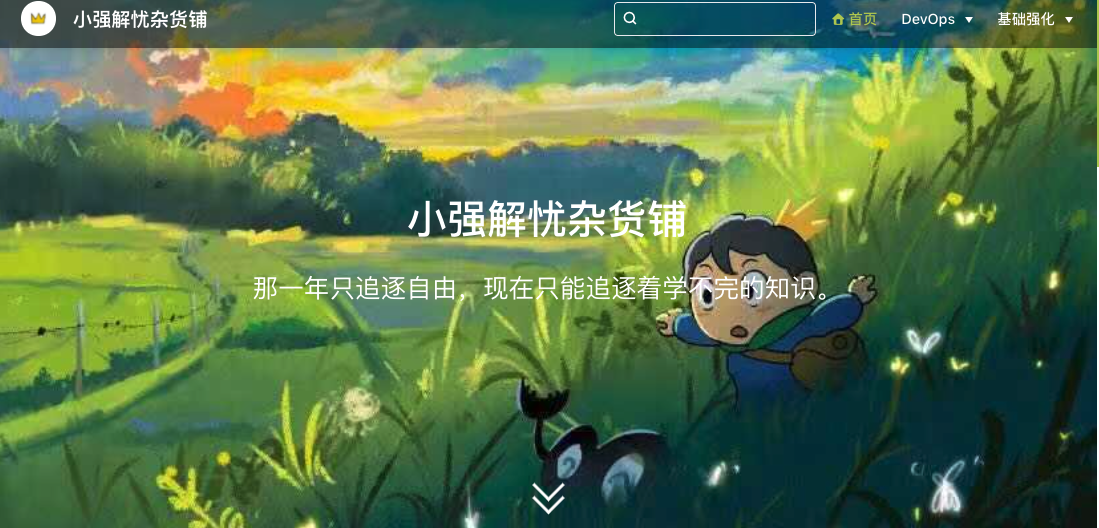 小强解忧杂货铺
首页
DevOps
基础强化
小强解忧杂货铺
那一年只追逐自由，现在只能追逐着学不完的知识。